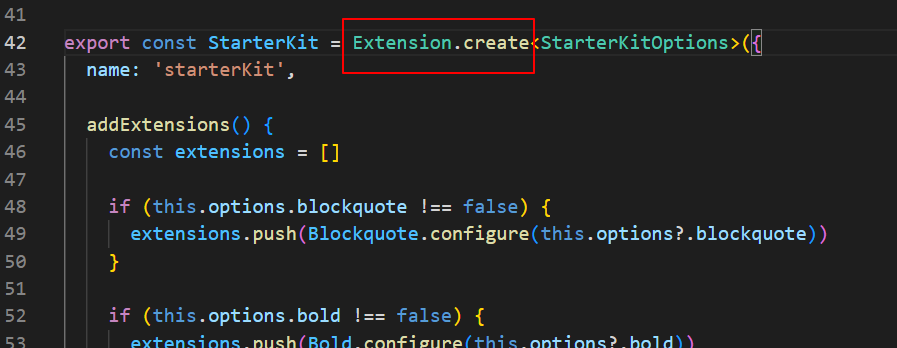 41
42 export const StarterKit = Extension.create<StarterKitOptions>({
43   name: 'starterKit',
44
45   addExtensions() {
46     const extensions = []
47
48     if (this.options.blockquote !== false) {
49       extensions.push(Blockquote.configure(this.options?.blockquote))
50     }
51
52     if (this.options.bold !== false) {
53       extensions.push(Bold.configure(this.options?.bold))